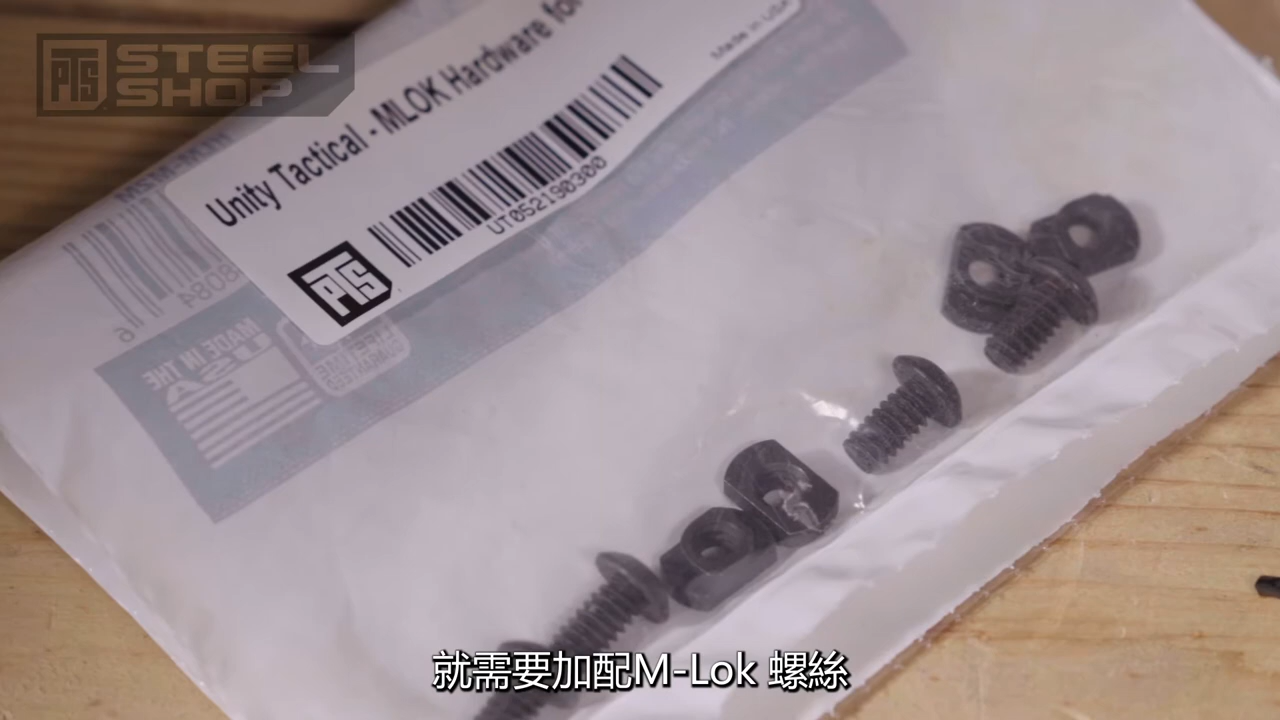 PTS STEEL
SHOP
Unity Tactical - MLOK Hardware for
Made in USA
UT052190300
PTS
MADE IN THE
USA
就需要加配M-Lok 螺絲